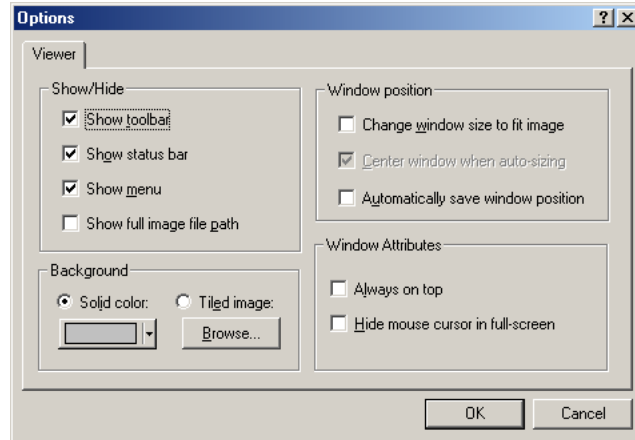 Options
Viewer
Show/Hide
Show toolbar
Show status bar
Show menu
Show full image file path
Background
Solid color:
Tiled image:
Browse...
Window position
Change window size to fit image
Center window when auto-sizing
Automatically save window position
Window Attributes
Always on top
Hide mouse cursor in full-screen
OK
Cancel